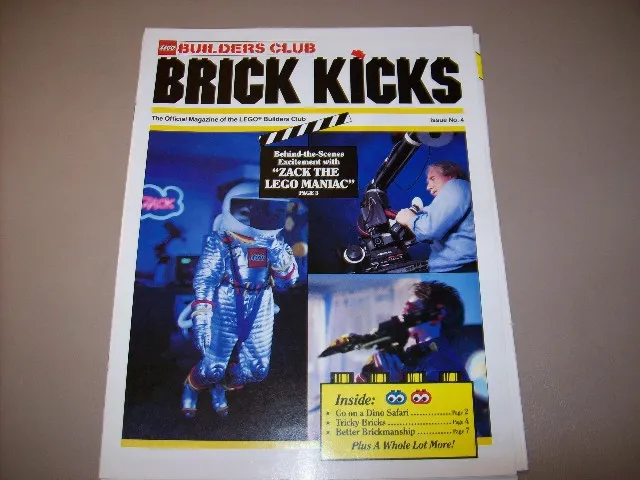 LEGO BUILDERS CLUB
BRICK KICKS
The Official Magazine of the LEGO® Builders Club
Issue No. 4
Behind-the-Scenes
Excitement with
"ZACK THE
LEGO MANIAC"
PAGE 3
ZACK
LEGO
Inside:
Go on a Dino Safari ............... Page 2
Tricky Bricks ............... Page 4
Better Brickmanship ......... Page 7
Plus A Whole Lot More!